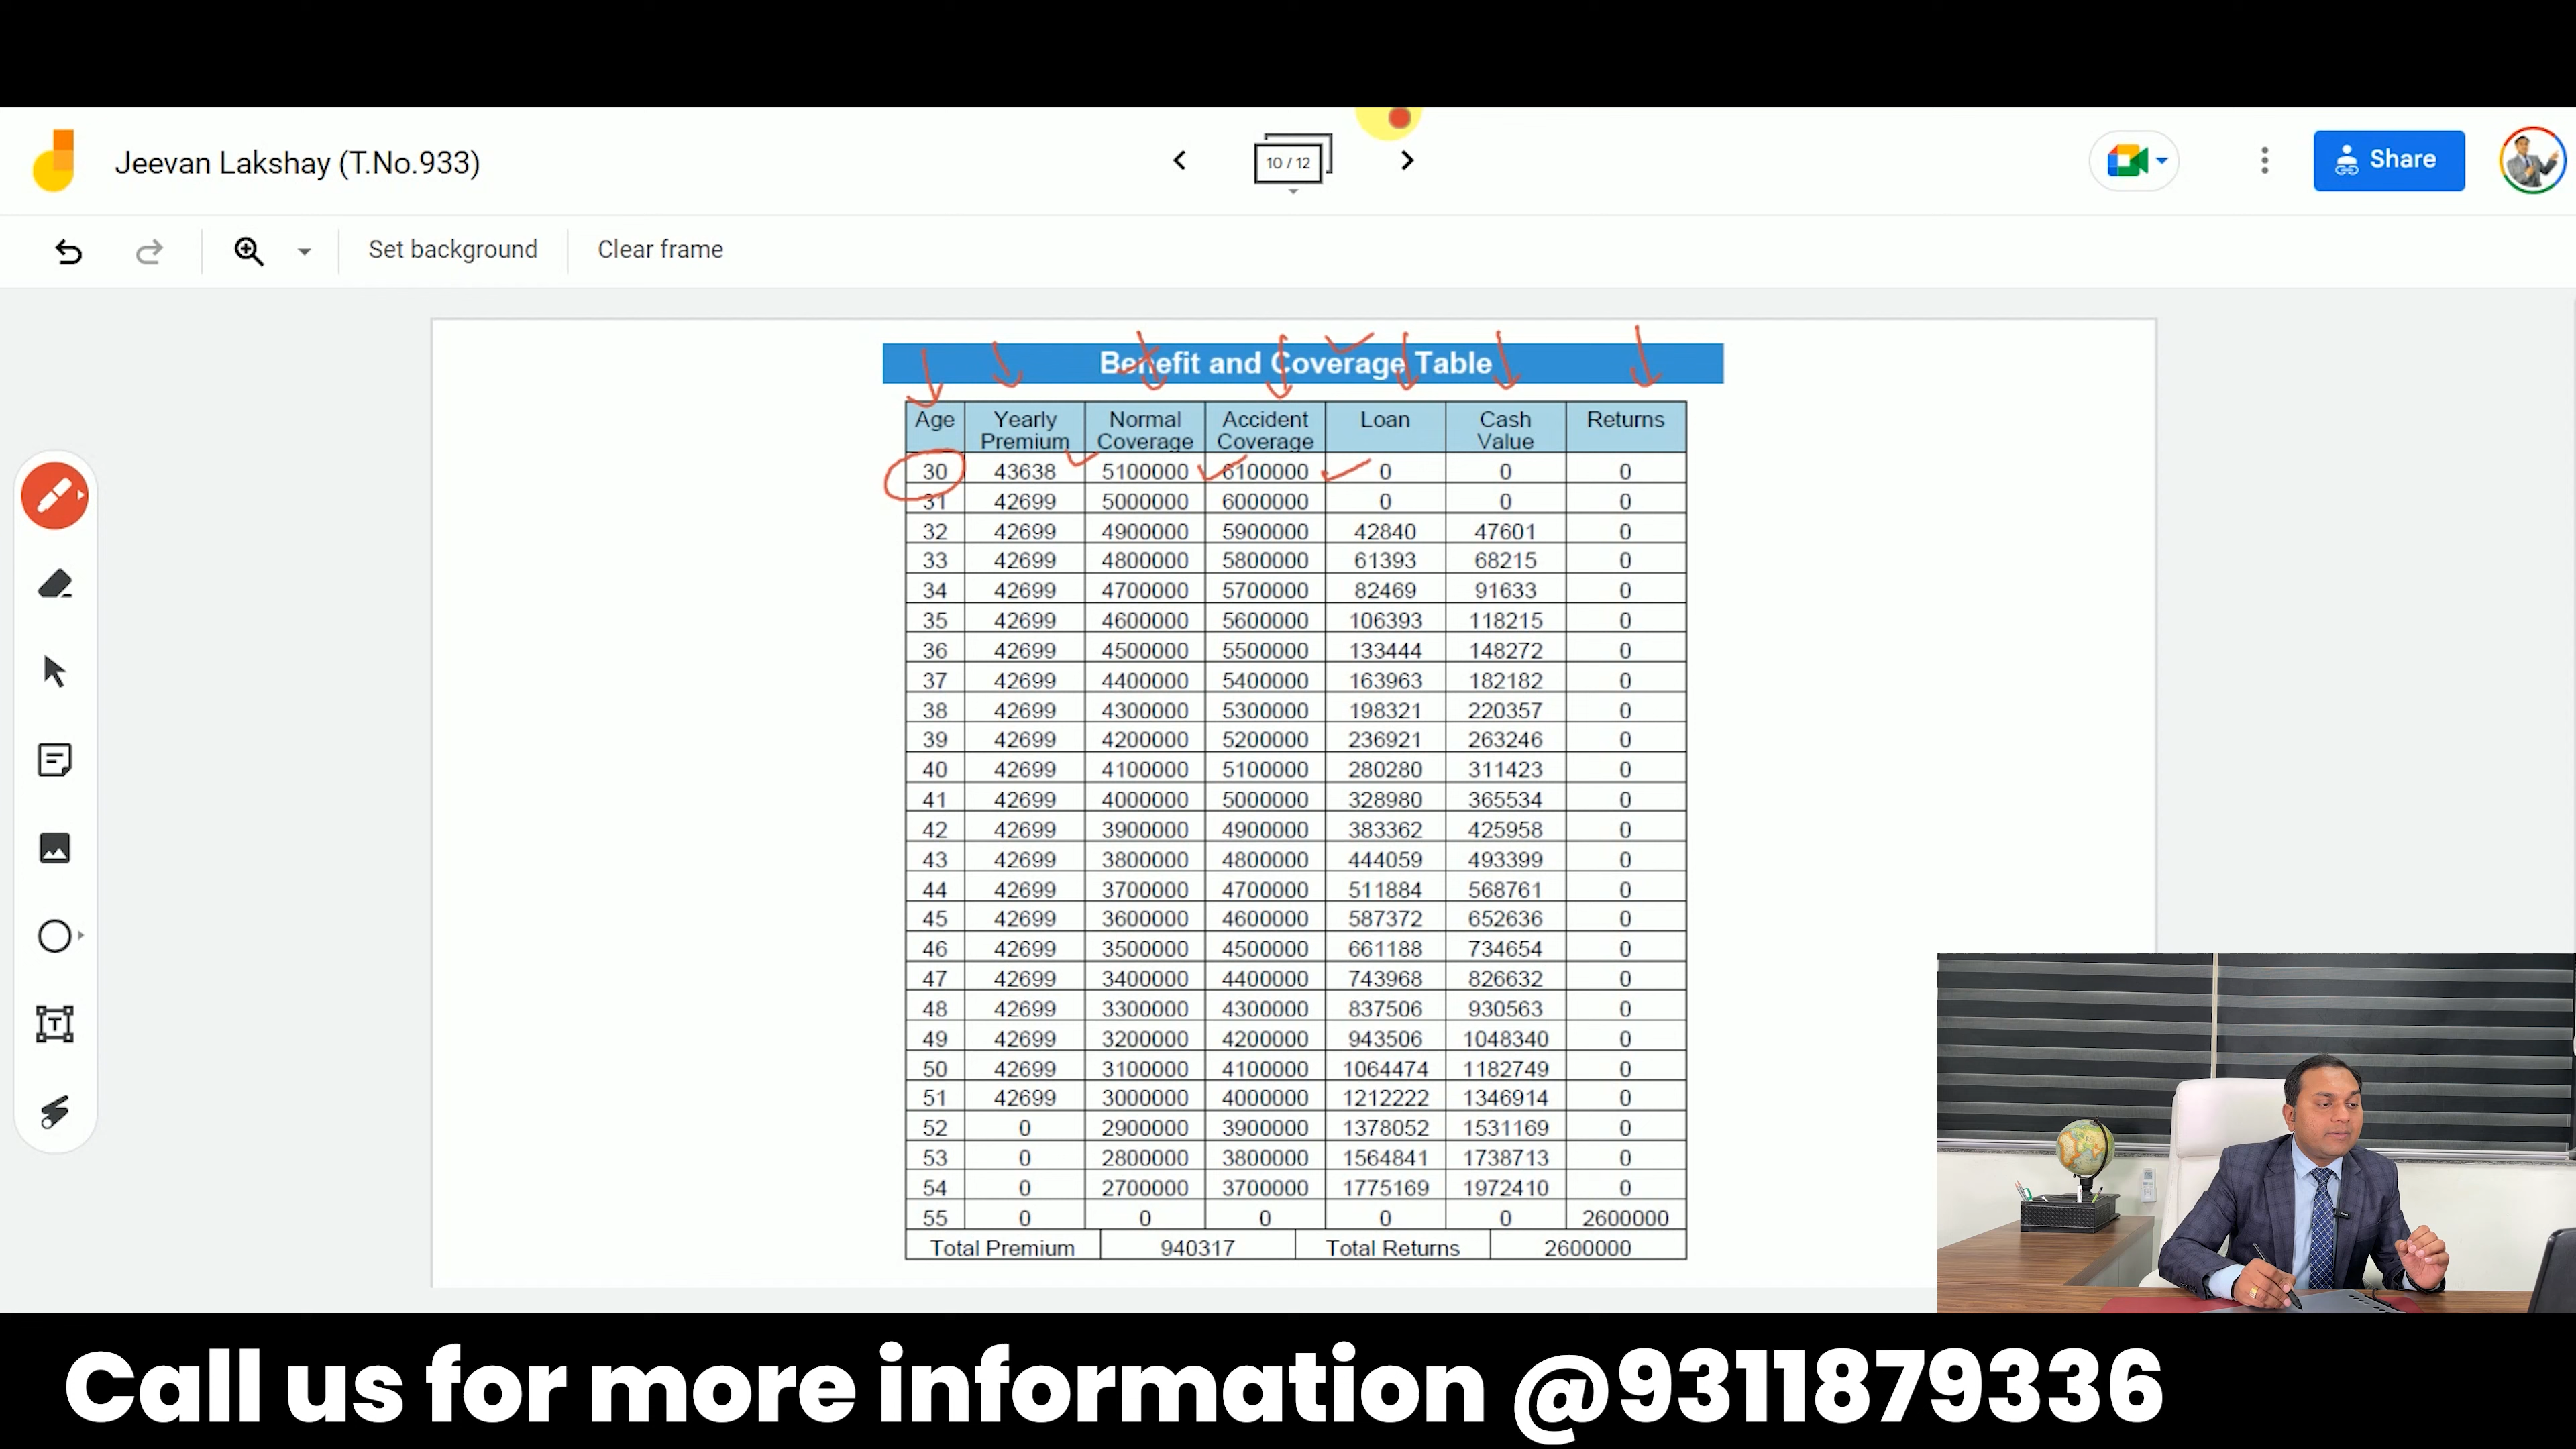 Jeevan Lakshay (T.No.933)
10 / 12
Share
Set background
Clear frame
Benefit and Coverage Table
Age Yearly Premium Normal Coverage Accident Coverage Loan Cash Value Returns
30 43638 5100000 6100000 0 0 0
31 42699 5000000 6000000 0 0 0
32 42699 4900000 5900000 42840 47601 0
33 42699 4800000 5800000 61393 68215 0
34 42699 4700000 5700000 82469 91633 0
35 42699 4600000 5600000 106393 118215 0
36 42699 4500000 5500000 133444 148272 0
37 42699 4400000 5400000 163963 182182 0
38 42699 4300000 5300000 198321 220357 0
39 42699 4200000 5200000 236921 263246 0
40 42699 4100000 5100000 280280 311423 0
41 42699 4000000 5000000 328980 365534 0
42 42699 3900000 4900000 383362 425958 0
43 42699 3800000 4800000 444059 493399 0
44 42699 3700000 4700000 511884 568761 0
45 42699 3600000 4600000 587372 652636 0
46 42699 3500000 4500000 661188 734654 0
47 42699 3400000 4400000 743968 826632 0
48 42699 3300000 4300000 837506 930563 0
49 42699 3200000 4200000 943506 1048340 0
50 42699 3100000 4100000 1064474 1182749 0
51 42699 3000000 4000000 1212222 1346914 0
52 0 2900000 3900000 1378052 1531169 0
53 0 2800000 3800000 1564841 1738713 0
54 0 2700000 3700000 1775169 1972410 0
55 0 0 0 0 0 2600000
Total Premium 940317 Total Returns 2600000
Call us for more information @9311879336